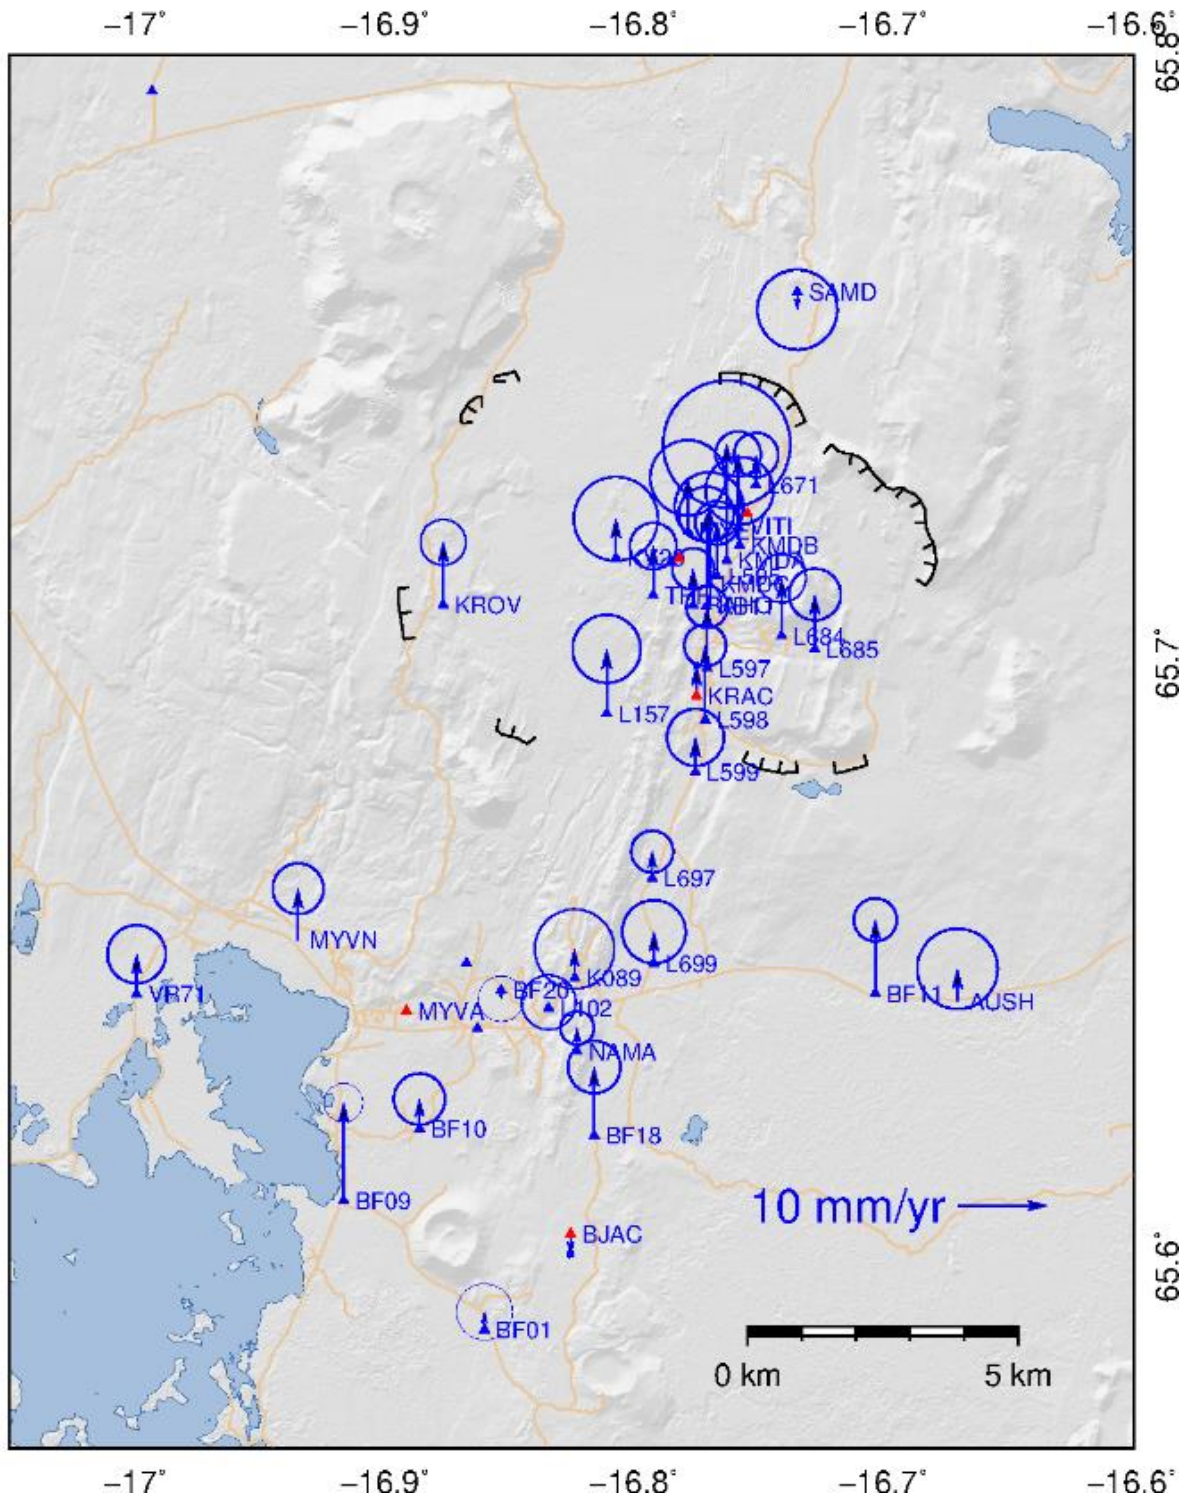 −17˚ −16.9˚ −16.8˚ −16.7˚ −16.6˚
65.8˚
SAMD
L671
VITI
KMDB
KMDA
KROV
L684
L685
65.7˚
L597
KRAC
L157
L598
L599
L697
MYVN
L699
K089
VR71
BF20
BF11
AUSH
MYVA
L102
NAMA
BF10
BF18
BF09
10 mm/yr
BJAC
65.6˚
BF01
0 km 5 km
−17˚ −16.9˚ −16.8˚ −16.7˚ −16.6˚